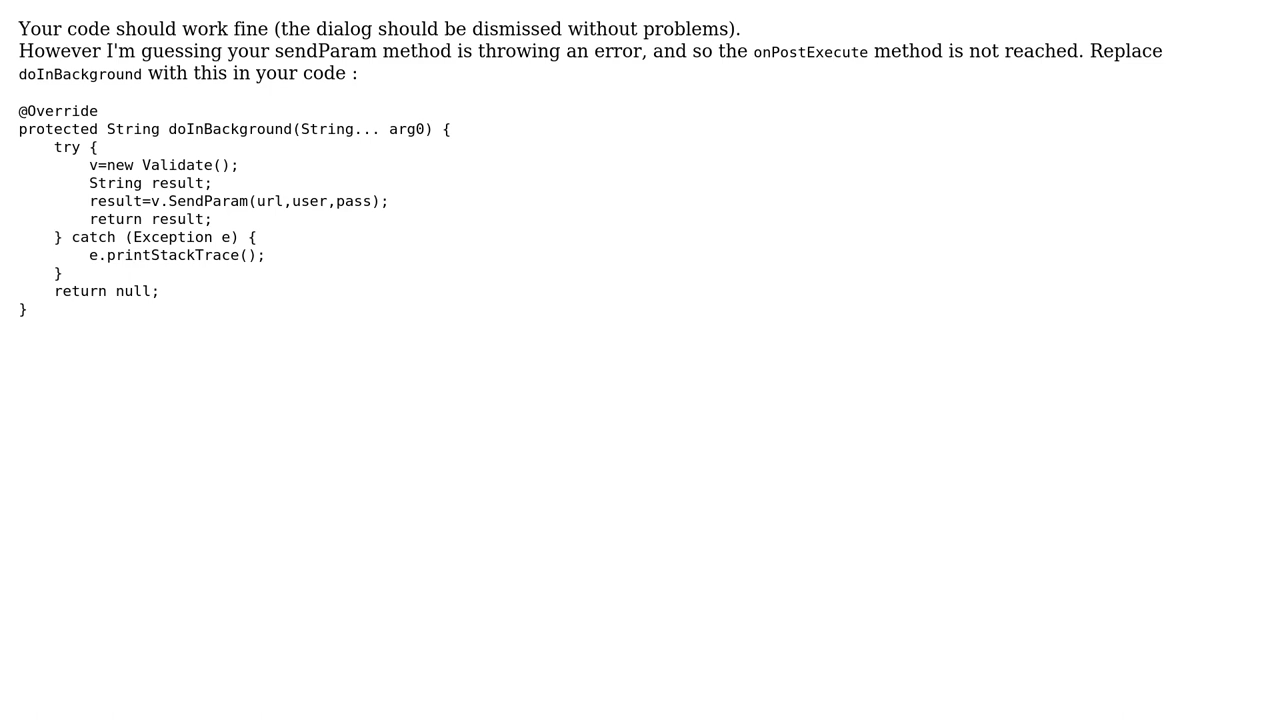 Your code should work fine (the dialog should be dismissed without problems).
However I'm guessing your sendParam method is throwing an error, and so the onPostExecute method is not reached. Replace
doInBackground with this in your code :
@Override
protected String doInBackground(String... arg0) {
    try {
        v=new Validate();
        String result;
        result=v.SendParam(url,user,pass);
        return result;
    } catch (Exception e) {
        e.printStackTrace();
    }
    return null;
}